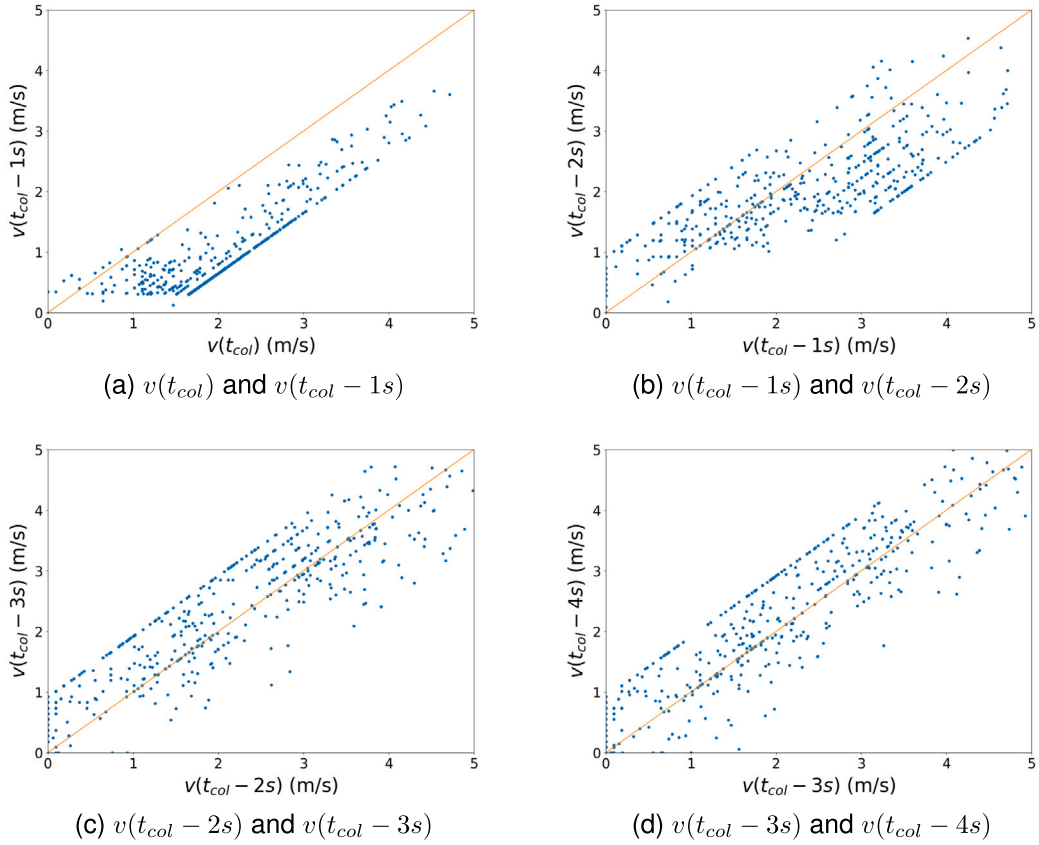 5
4
3
2
1
0
v(t_col − 1s) (m/s)
0 1 2 3 4 5
v(t_col) (m/s)
(a) v(t_col) and v(t_col − 1s)
5
4
3
2
1
0
v(t_col − 2s) (m/s)
0 1 2 3 4 5
v(t_col − 1s) (m/s)
(b) v(t_col − 1s) and v(t_col − 2s)
5
4
3
2
1
0
v(t_col − 3s) (m/s)
0 1 2 3 4 5
v(t_col − 2s) (m/s)
(c) v(t_col − 2s) and v(t_col − 3s)
5
4
3
2
1
0
v(t_col − 4s) (m/s)
0 1 2 3 4 5
v(t_col − 3s) (m/s)
(d) v(t_col − 3s) and v(t_col − 4s)